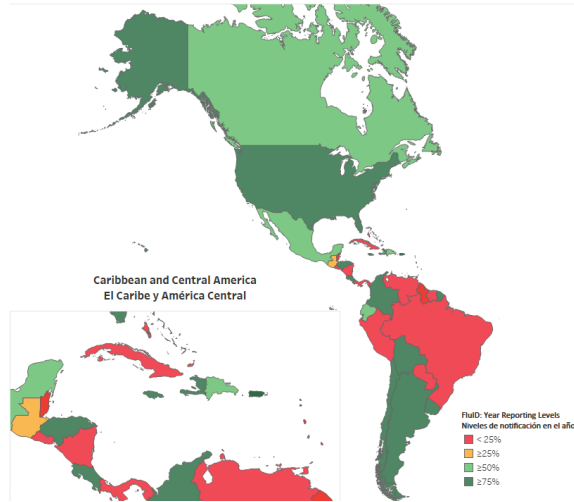 Caribbean and Central America
El Caribe y América Central
FluID: Year Reporting Levels
Niveles de notificación en el año
< 25%
≥25%
≥50%
≥75%